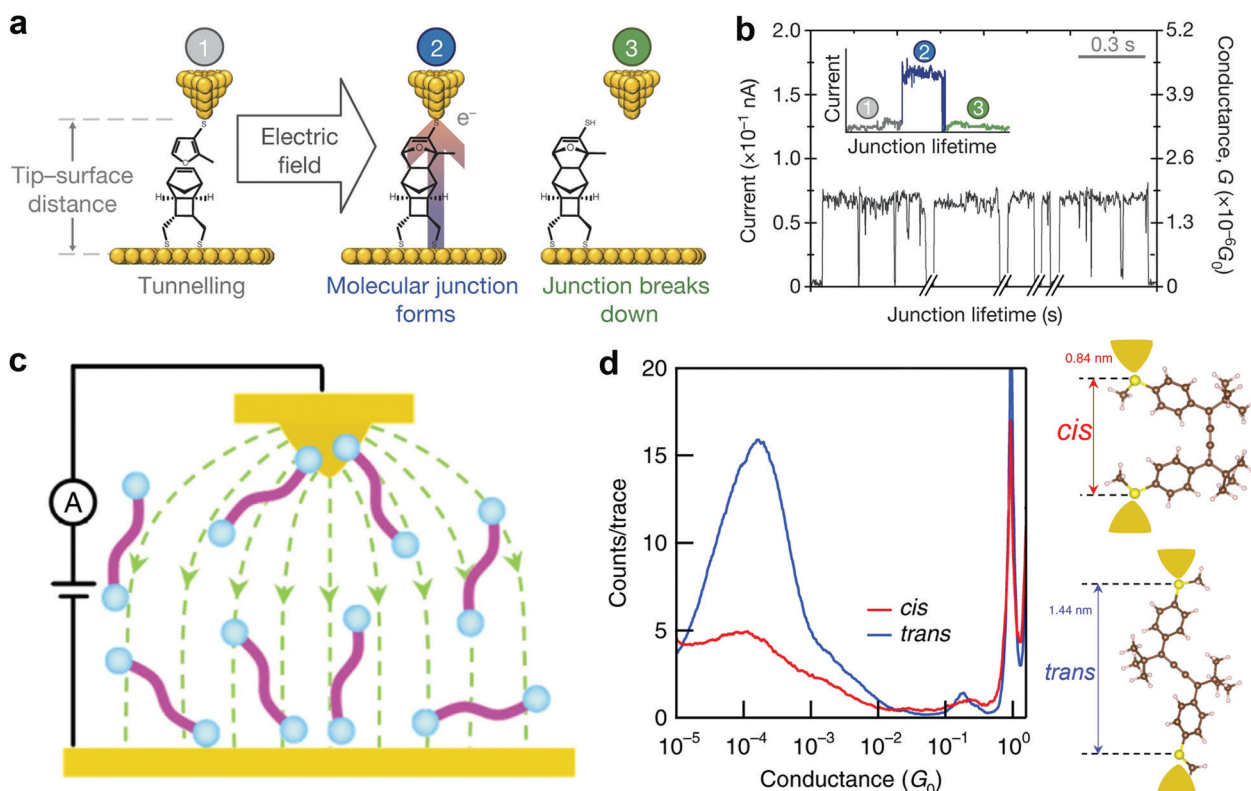 a
1
2
3
S
O
S
S
Tip–surface
distance
Electric
field
S
e⁻
O
H
H
S
S
SH
O
H
H
S
S
Tunnelling
Molecular junction
forms
Junction breaks
down
b
2.0
1.5
1.0
0.5
0
Current (×10⁻¹ nA)
5.2
3.9
2.6
1.3
0
Conductance, G (×10⁻⁶G₀)
0.3 s
Current
1
2
3
Junction lifetime
Junction lifetime (s)
c
A
d
20
15
10
5
0
Counts/trace
cis
trans
10⁻⁵
10⁻⁴
10⁻³
10⁻²
10⁻¹
10⁰
Conductance (G₀)
0.84 nm
cis
1.44 nm
trans